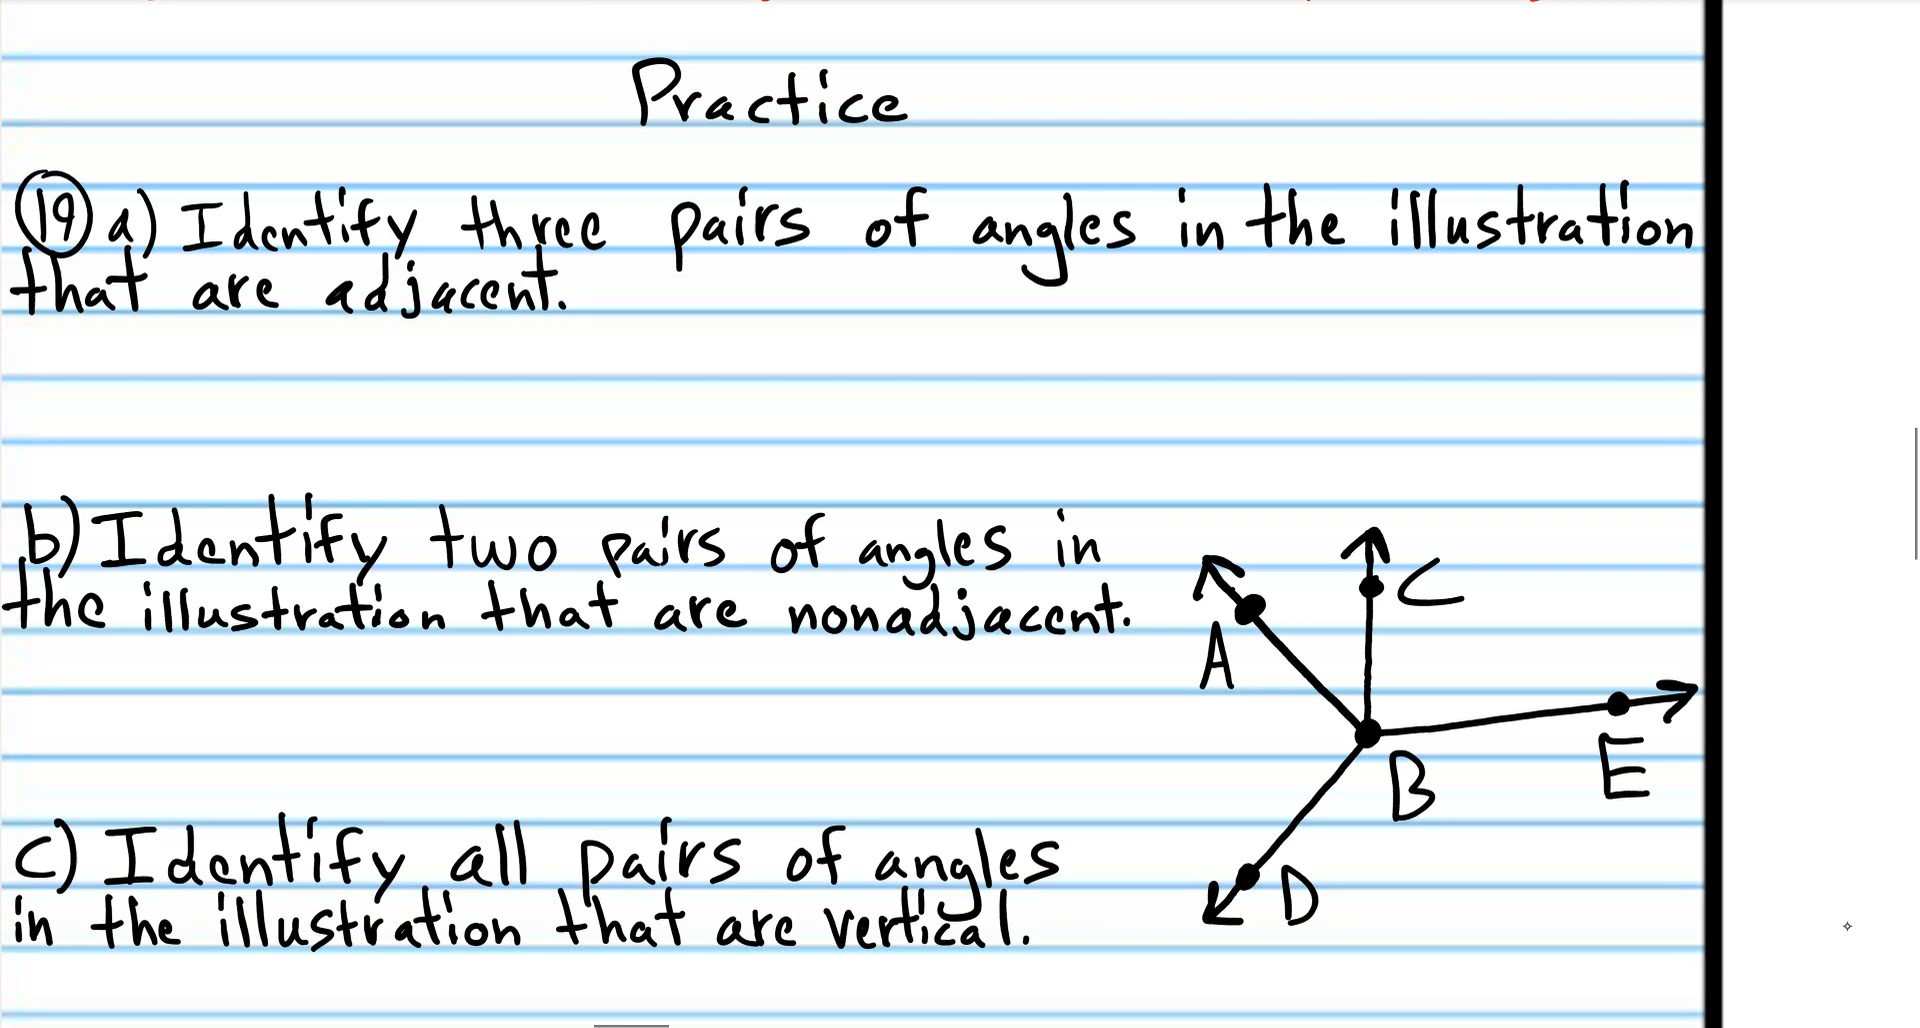 Practice
19 a) Identify three pairs of angles in the illustration
that are adjacent.
b) Identify two pairs of angles in
the illustration that are nonadjacent.
C
A
B
E
c) Identify all pairs of angles
in the illustration that are vertical.
D